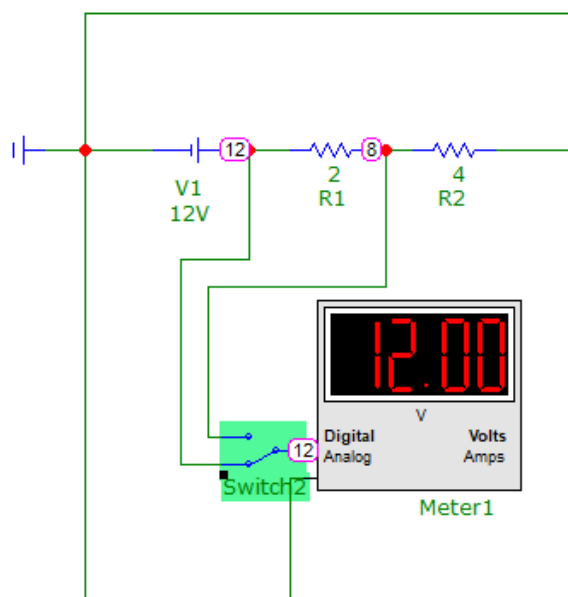 12
8
V1
12V
2
R1
4
R2
12.00
V
Digital
Volts
Analog
Amps
12
Switch2
Meter1